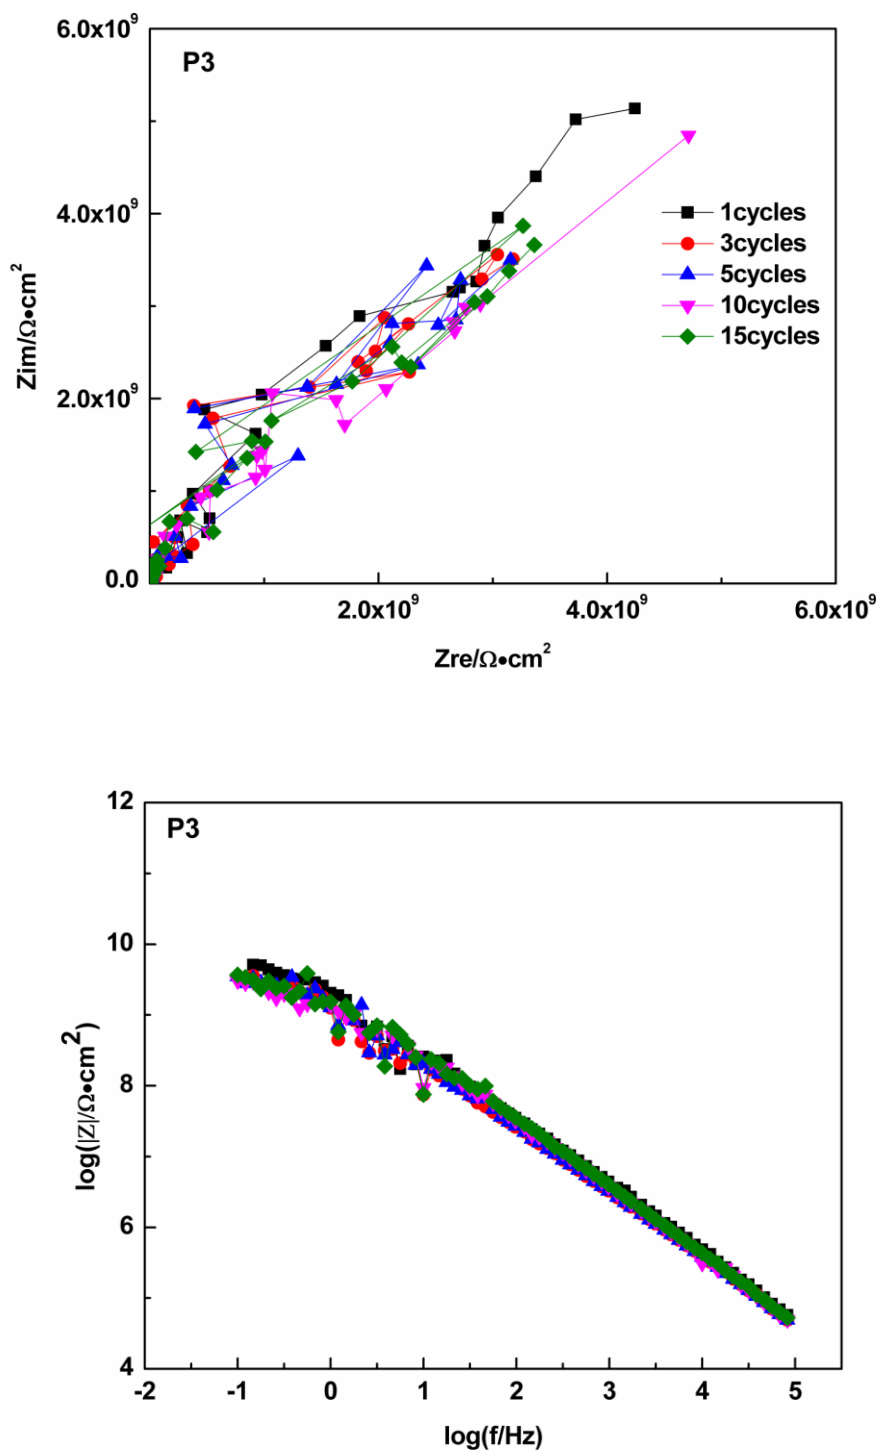 6.0x10⁹
P3
4.0x10⁹
2.0x10⁹
0.0
Zim/Ω•cm²
1cycles
3cycles
5cycles
10cycles
15cycles
2.0x10⁹ 4.0x10⁹ 6.0x10⁹
Zre/Ω•cm²
12
P3
10
8
6
4
log(|Z|/Ω•cm²)
-2 -1 0 1 2 3 4 5
log(f/Hz)